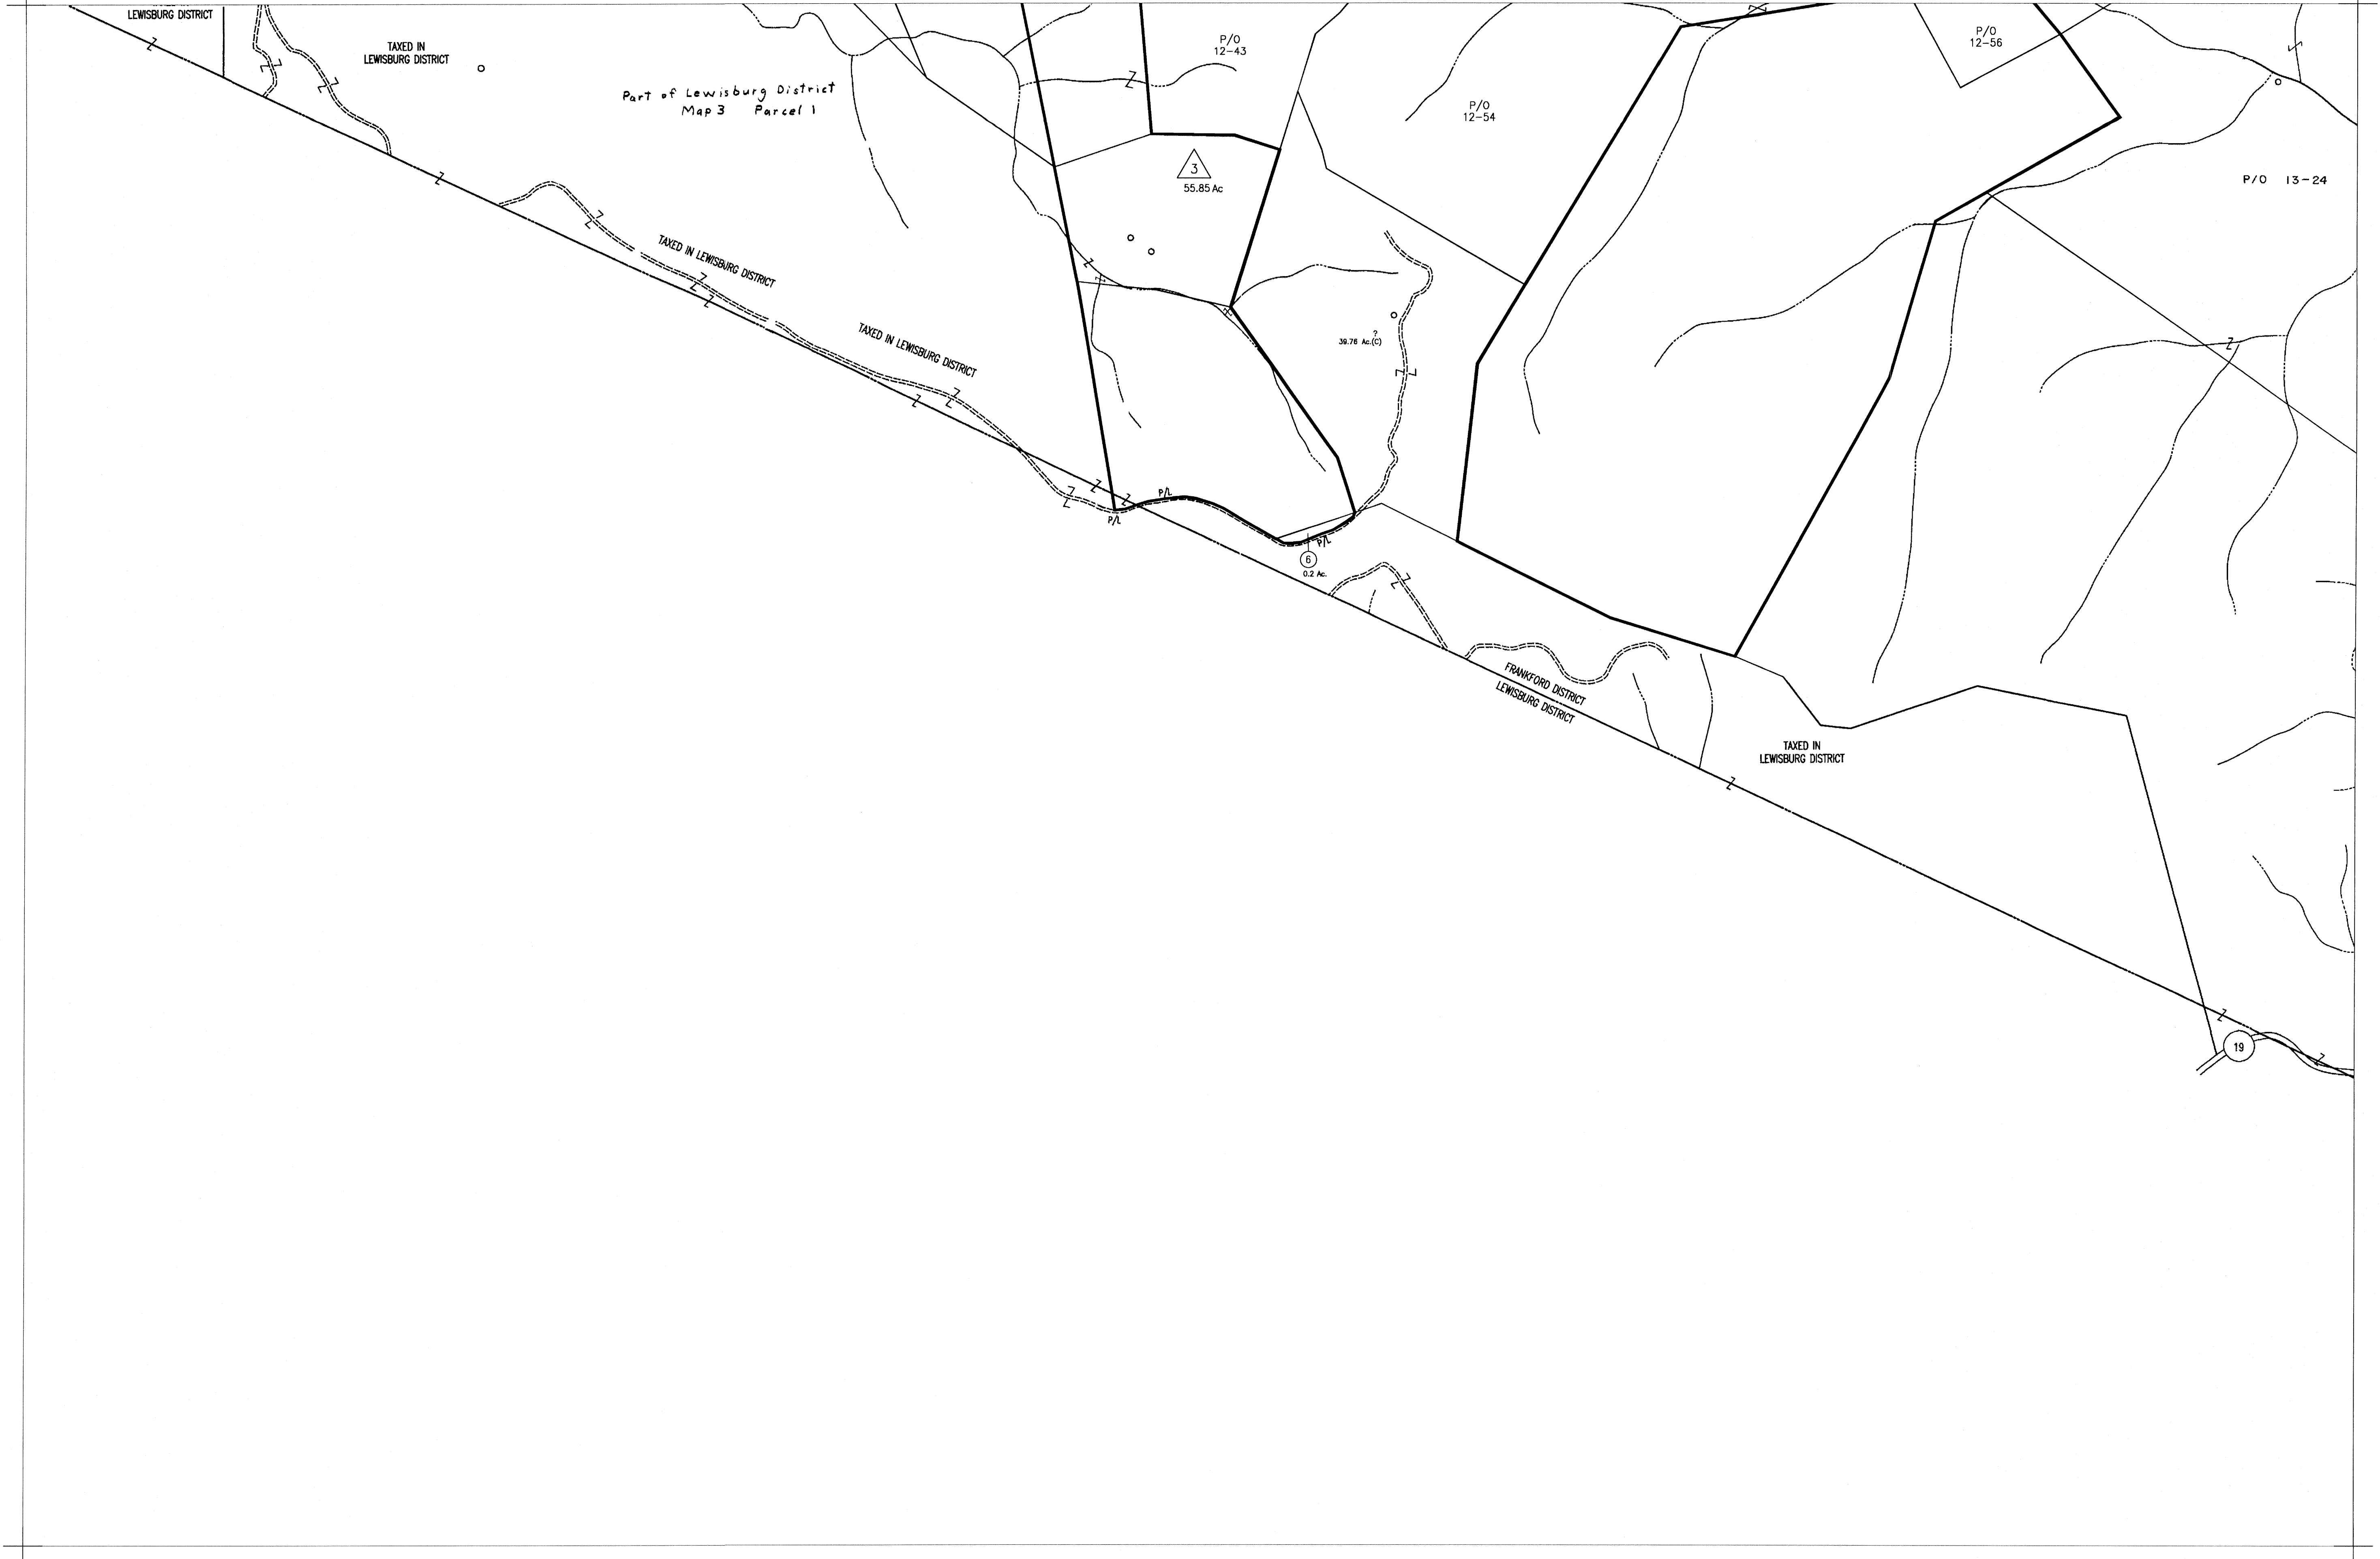 LEWISBURG DISTRICT
TAXED IN
LEWISBURG DISTRICT
Part of Lewisburg District
Map 3 Parcel 1
P/O
12-43
P/O
12-54
P/O
12-56
P/O 13-24
3
55.85 Ac
TAXED IN LEWISBURG DISTRICT
TAXED IN LEWISBURG DISTRICT
?
39.76 Ac.(C)
P/L
P/L
P/L
6
0.2 Ac.
FRANKFORD DISTRICT
LEWISBURG DISTRICT
TAXED IN
LEWISBURG DISTRICT
19